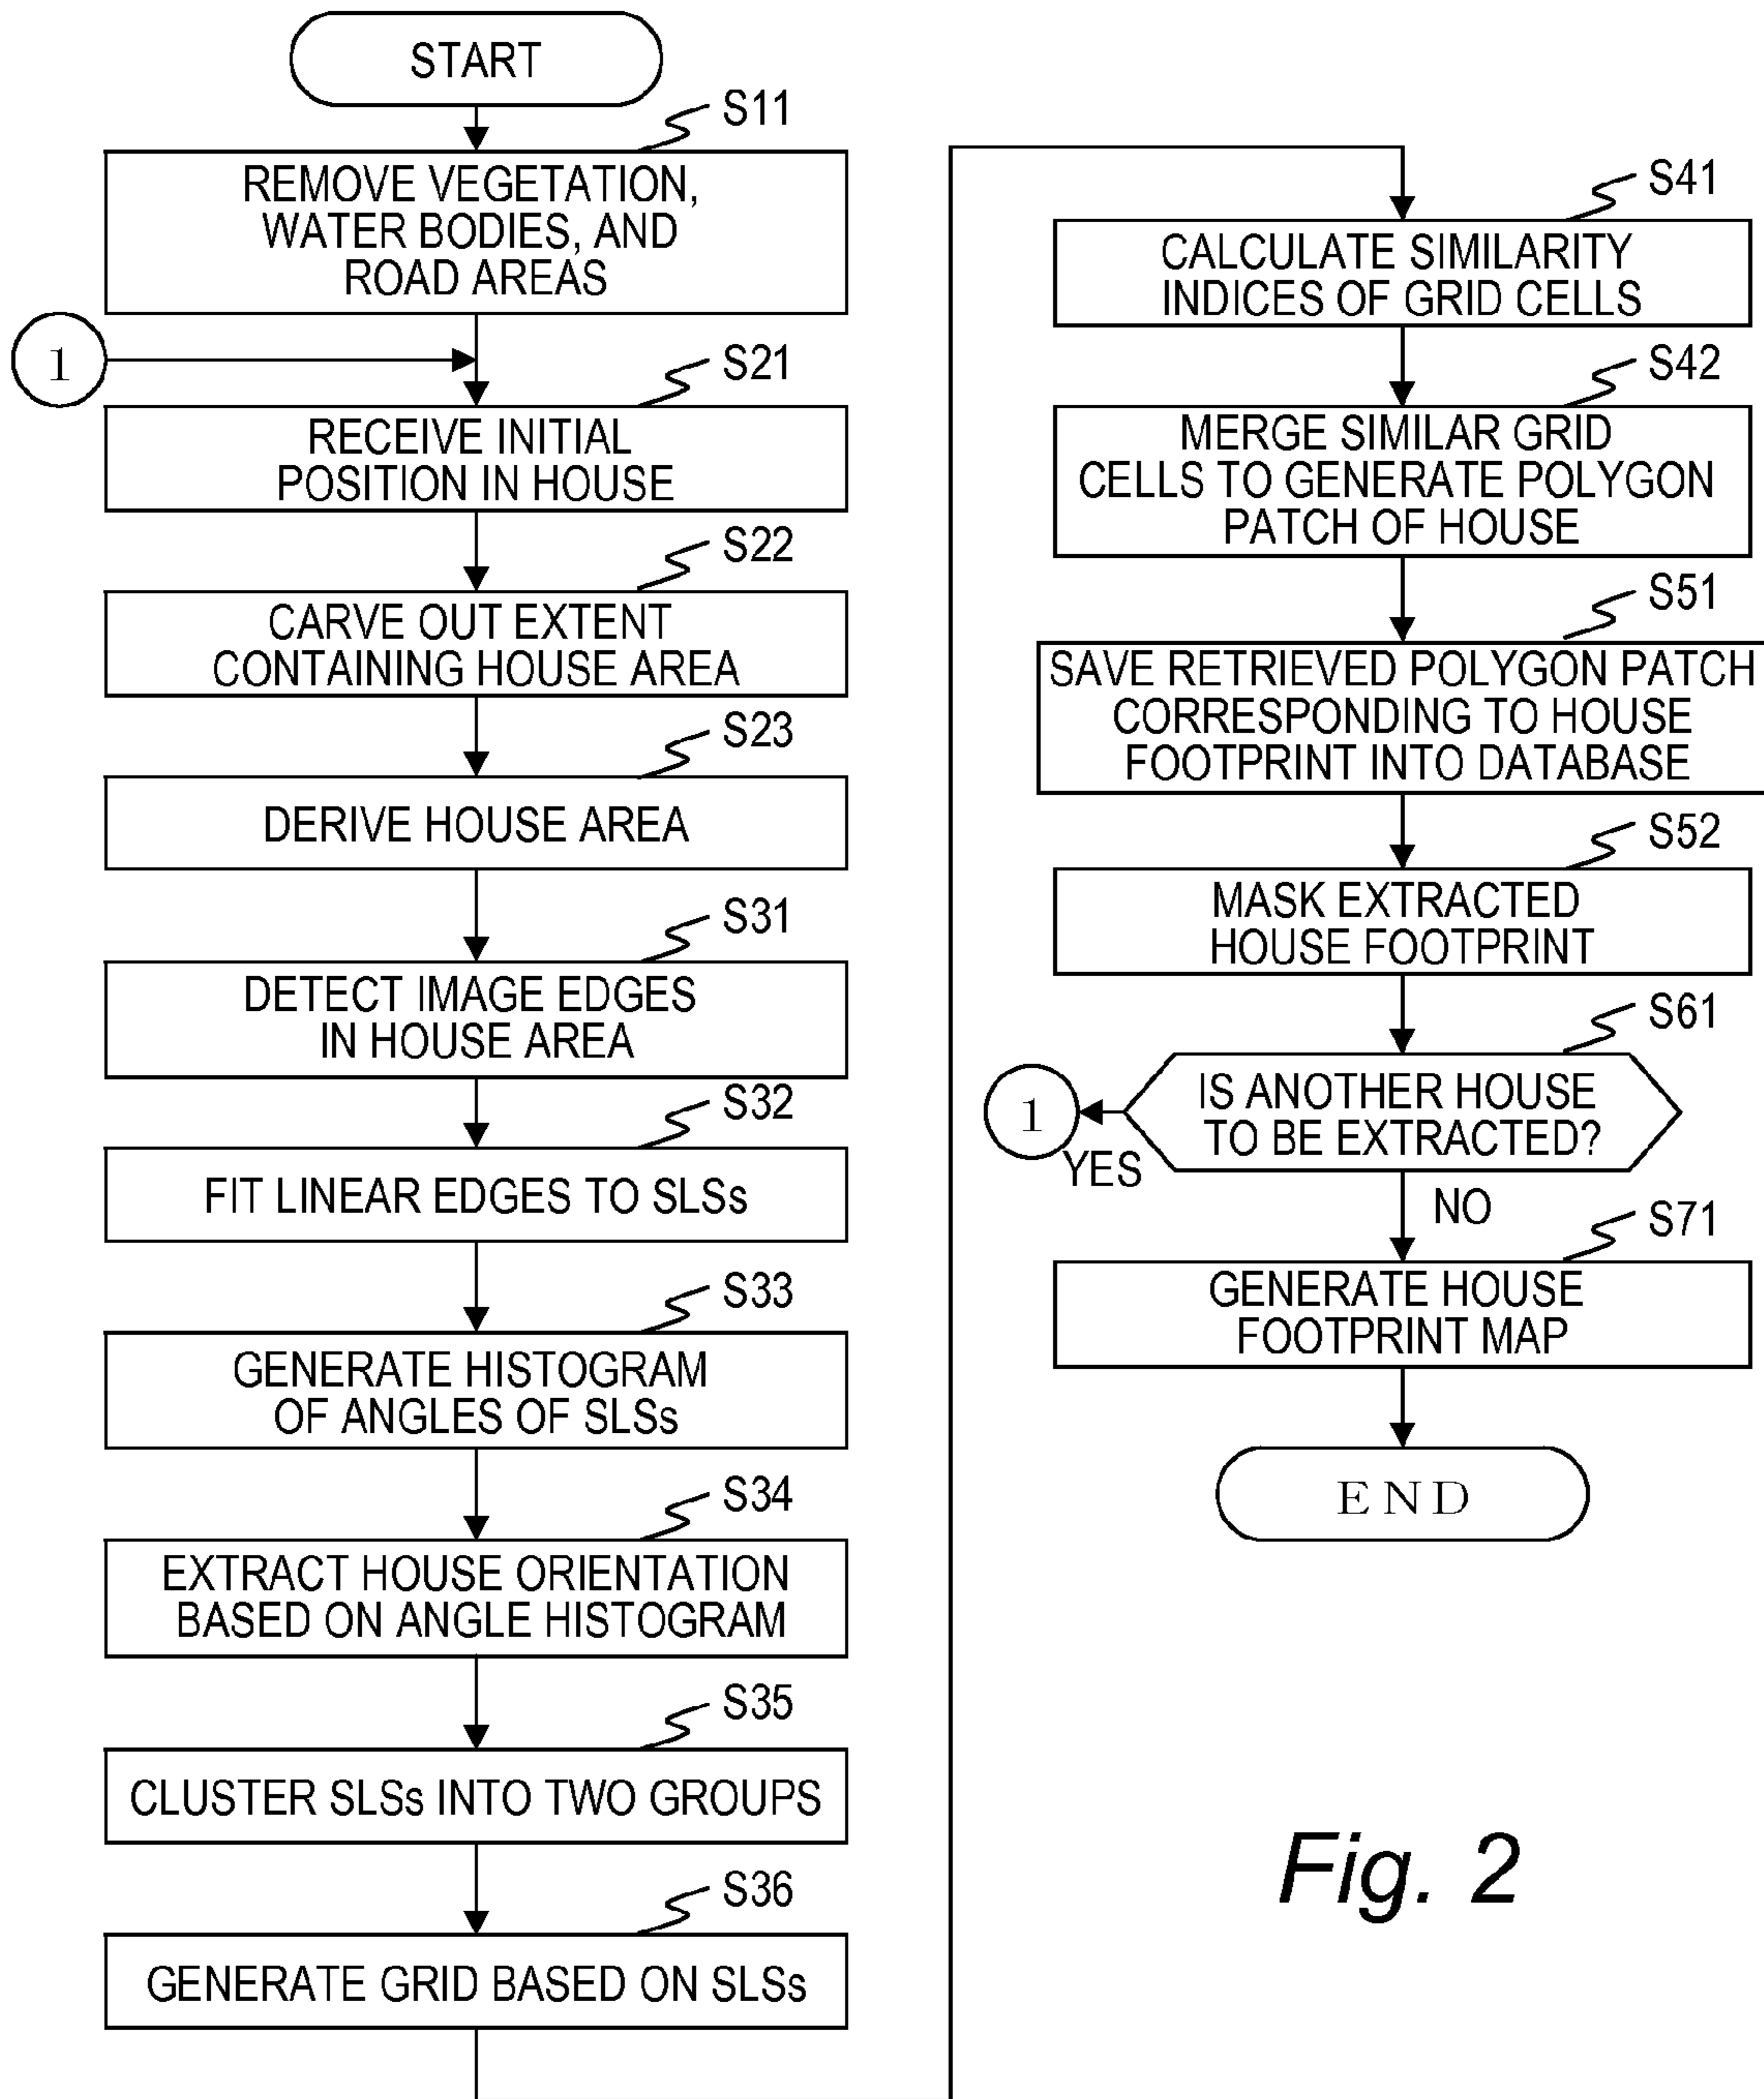 START
S11
REMOVE VEGETATION,
WATER BODIES, AND
ROAD AREAS
1
S21
RECEIVE INITIAL
POSITION IN HOUSE
S22
CARVE OUT EXTENT
CONTAINING HOUSE AREA
S23
DERIVE HOUSE AREA
S31
DETECT IMAGE EDGES
IN HOUSE AREA
S32
FIT LINEAR EDGES TO SLSs
S33
GENERATE HISTOGRAM
OF ANGLES OF SLSs
S34
EXTRACT HOUSE ORIENTATION
BASED ON ANGLE HISTOGRAM
S35
CLUSTER SLSs INTO TWO GROUPS
S36
GENERATE GRID BASED ON SLSs
S41
CALCULATE SIMILARITY
INDICES OF GRID CELLS
S42
MERGE SIMILAR GRID
CELLS TO GENERATE POLYGON
PATCH OF HOUSE
S51
SAVE RETRIEVED POLYGON PATCH
CORRESPONDING TO HOUSE
FOOTPRINT INTO DATABASE
S52
MASK EXTRACTED
HOUSE FOOTPRINT
S61
IS ANOTHER HOUSE
TO BE EXTRACTED?
1
YES
NO
S71
GENERATE HOUSE
FOOTPRINT MAP
END
Fig. 2